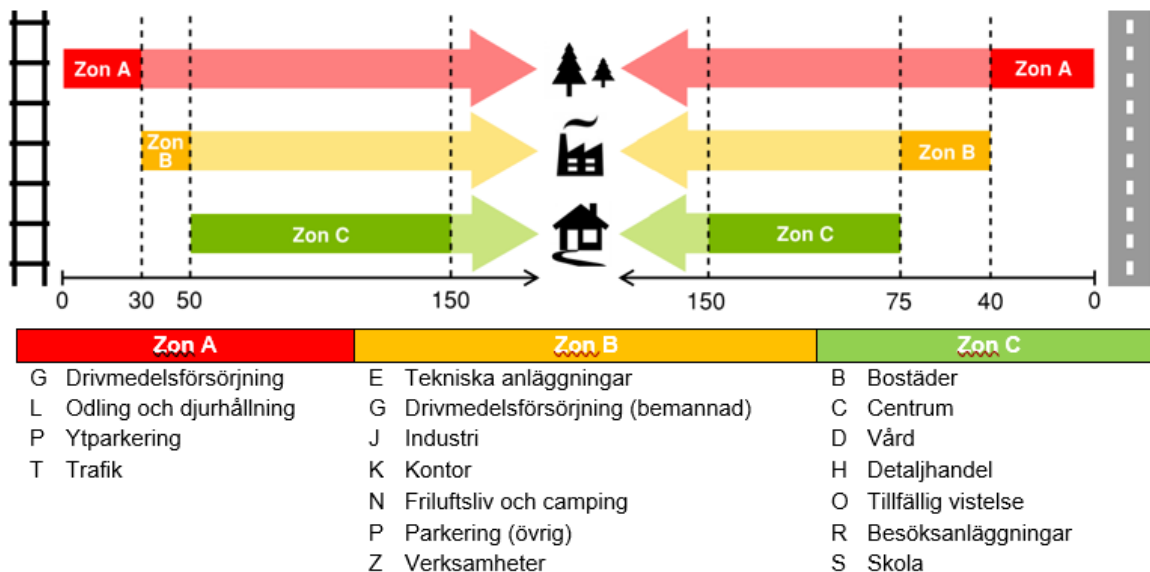 Zon A Zon A
Zon B Zon B
Zon C Zon C
0 30 50 150 150 75 40 0
Zon A Zon B Zon C
G Drivmedelsförsörjning E Tekniska anläggningar B Bostäder
L Odling och djurhållning G Drivmedelsförsörjning (bemannad) C Centrum
P Ytparkering J Industri D Vård
T Trafik K Kontor H Detaljhandel
N Friluftsliv och camping O Tillfällig vistelse
P Parkering (övrig) R Besöksanläggningar
Z Verksamheter S Skola